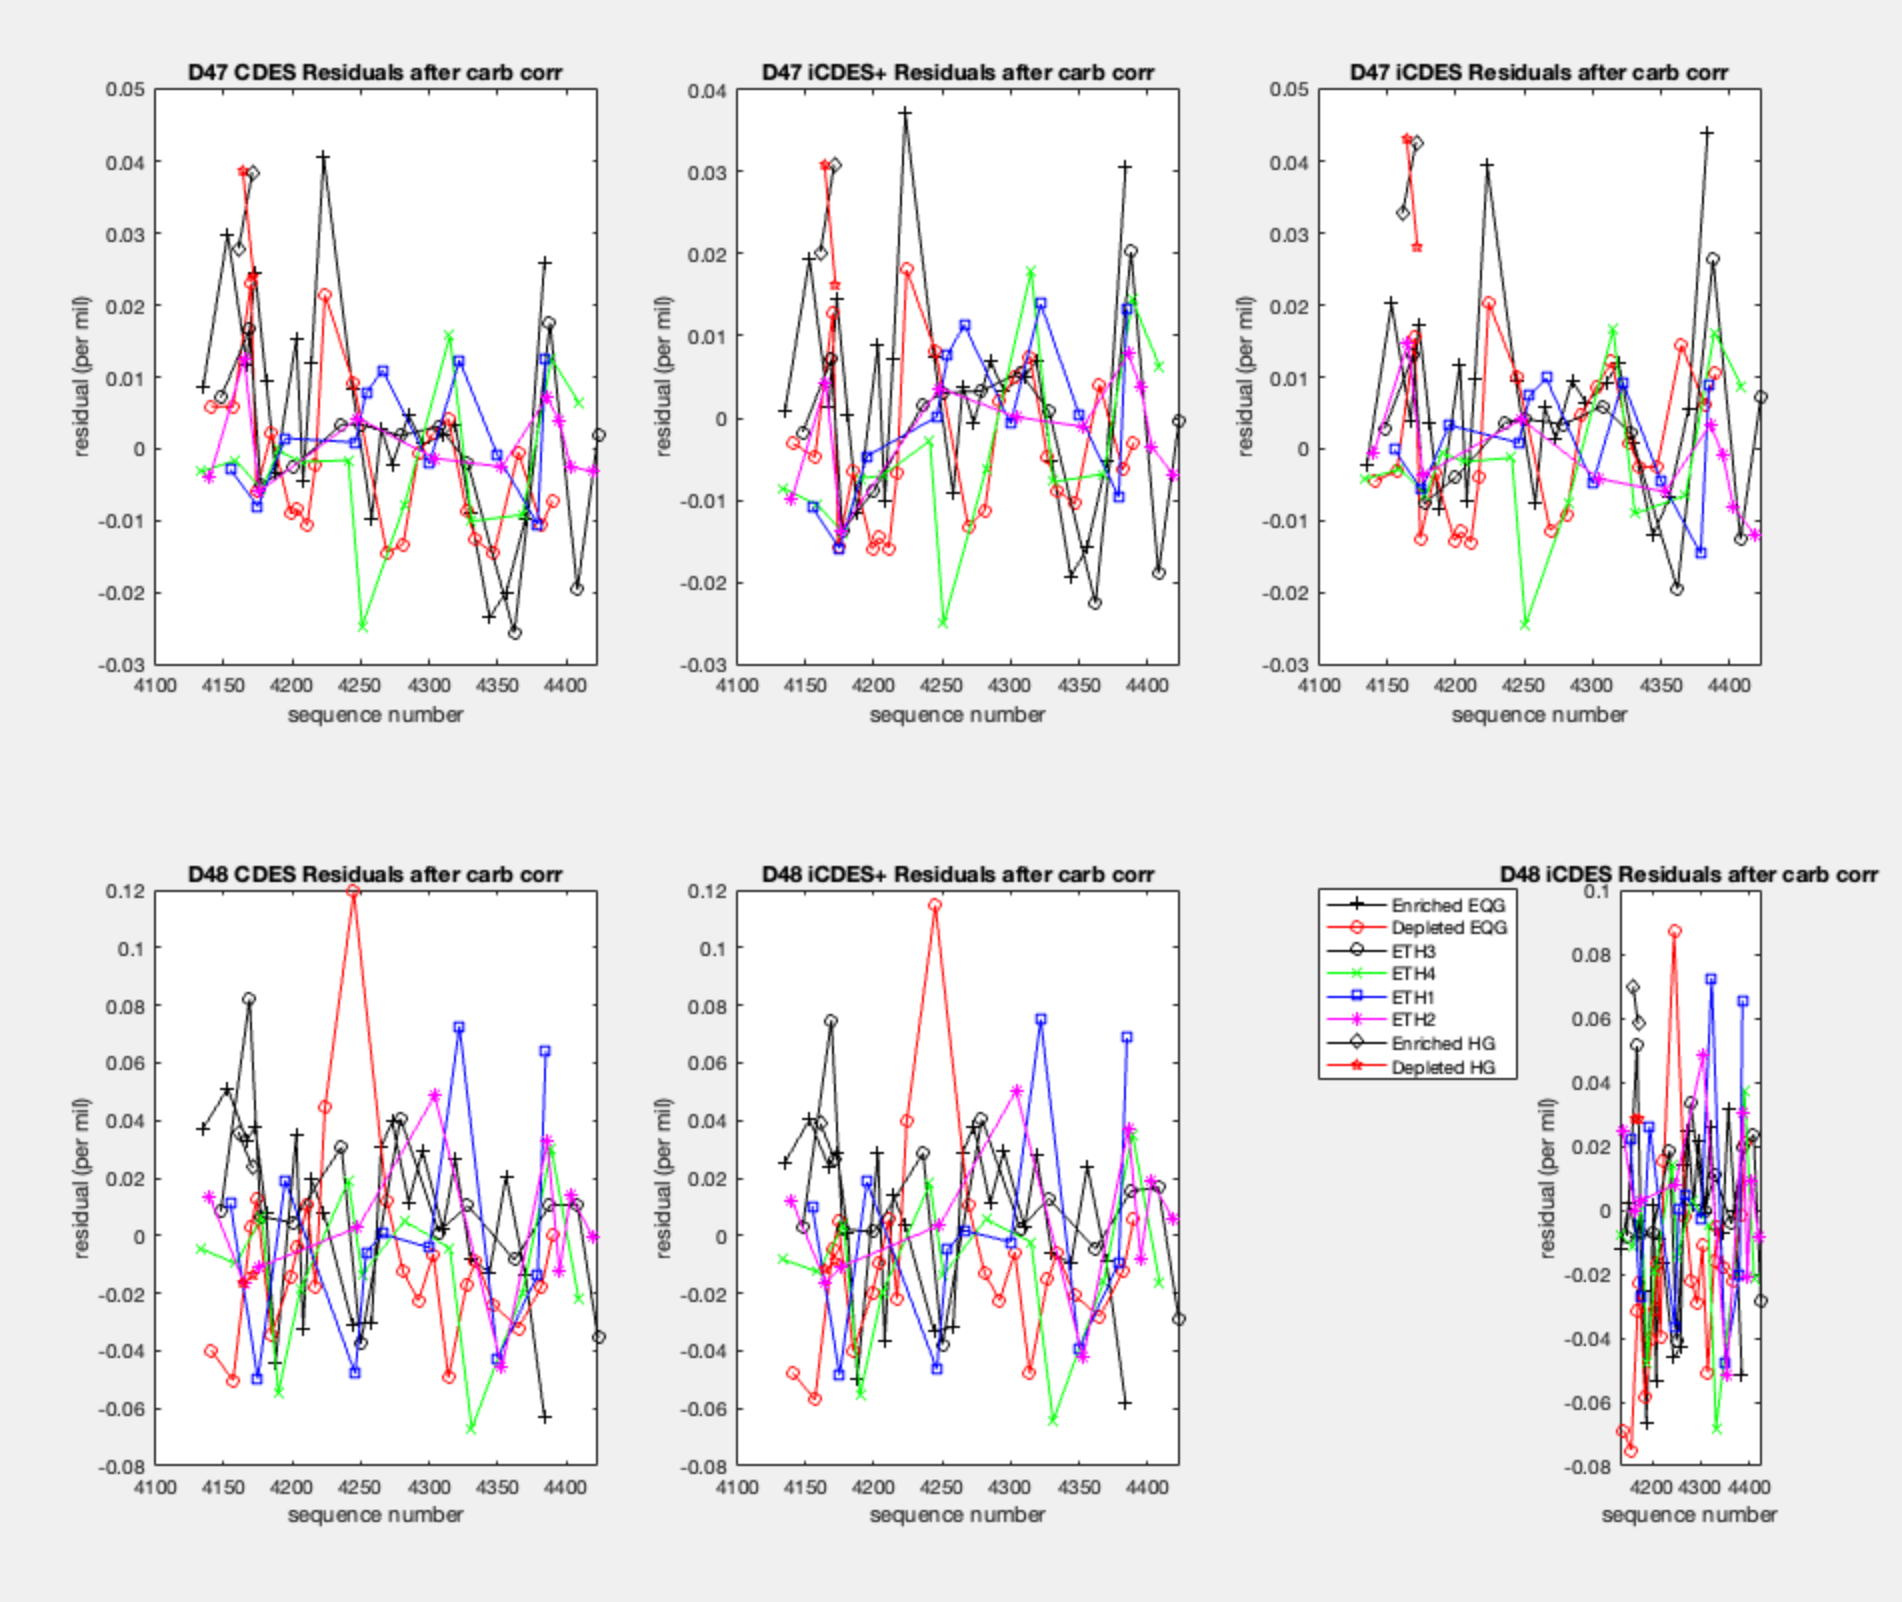 D47 CDES Residuals after carb corr
0.05
0.04
0.03
0.02
0.01
0
-0.01
-0.02
-0.03
residual (per mil)
4100 4150 4200 4250 4300 4350 4400
sequence number
D47 iCDES+ Residuals after carb corr
0.04
0.03
0.02
0.01
0
-0.01
-0.02
-0.03
residual (per mil)
4100 4150 4200 4250 4300 4350 4400
sequence number
D47 iCDES Residuals after carb corr
0.05
0.04
0.03
0.02
0.01
0
-0.01
-0.02
-0.03
residual (per mil)
4100 4150 4200 4250 4300 4350 4400
sequence number
D48 CDES Residuals after carb corr
0.12
0.1
0.08
0.06
0.04
0.02
0
-0.02
-0.04
-0.06
-0.08
residual (per mil)
4100 4150 4200 4250 4300 4350 4400
sequence number
D48 iCDES+ Residuals after carb corr
0.12
0.1
0.08
0.06
0.04
0.02
0
-0.02
-0.04
-0.06
-0.08
residual (per mil)
4100 4150 4200 4250 4300 4350 4400
sequence number
Enriched EQG
Depleted EQG
ETH3
ETH4
ETH1
ETH2
Enriched HG
Depleted HG
D48 iCDES Residuals after carb corr
0.1
0.08
0.06
0.04
0.02
0
-0.02
-0.04
-0.06
-0.08
residual (per mil)
4200 4300 4400
sequence number